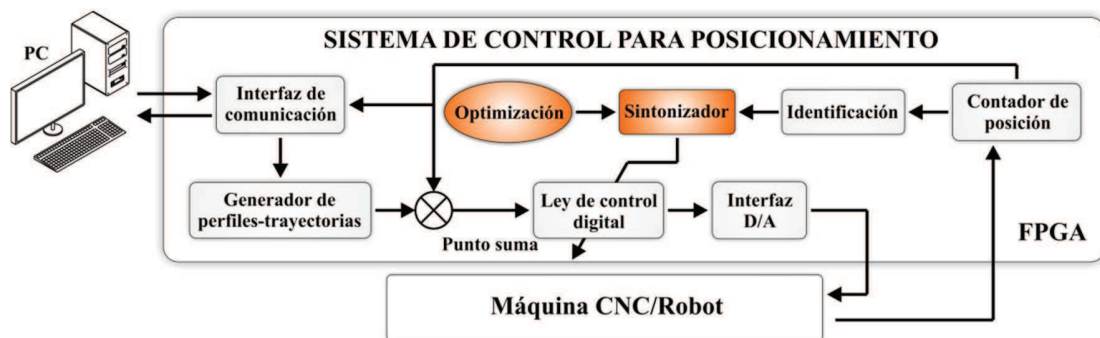 PC
SISTEMA DE CONTROL PARA POSICIONAMIENTO
Interfaz de
comunicación
Optimización
Sintonizador
Identificación
Contador de
posición
Generador de
perfiles-trayectorias
Punto suma
Ley de control
digital
Interfaz
D/A
FPGA
Máquina CNC/Robot